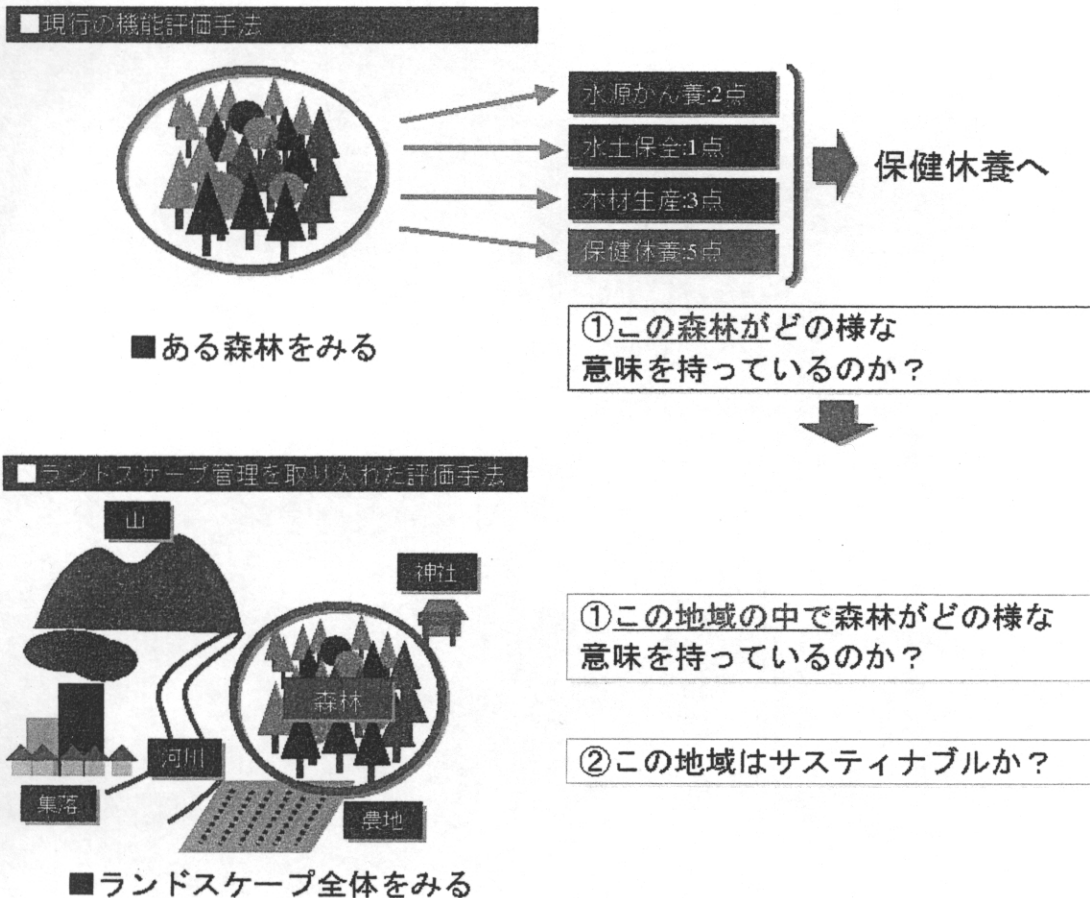 ■現行の機能評価手法
水源かん養:2点
水土保全:1点
木材生産:3点
保健休養:5点
保健休養へ
■ある森林をみる
①この森林がどの様な
意味を持っているのか？
■ランドスケープ管理を取り入れた評価手法
山
神社
森林
河川
集落
農地
①この地域の中で森林がどの様な
意味を持っているのか？
②この地域はサスティナブルか？
■ランドスケープ全体をみる